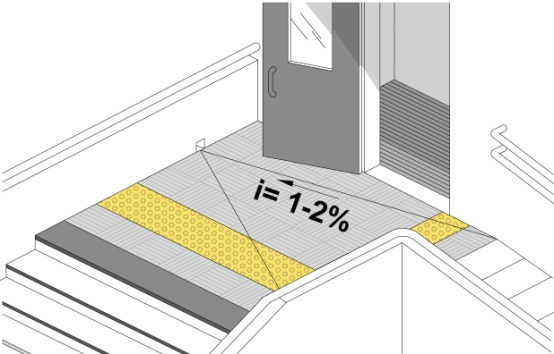 i= 1-2%